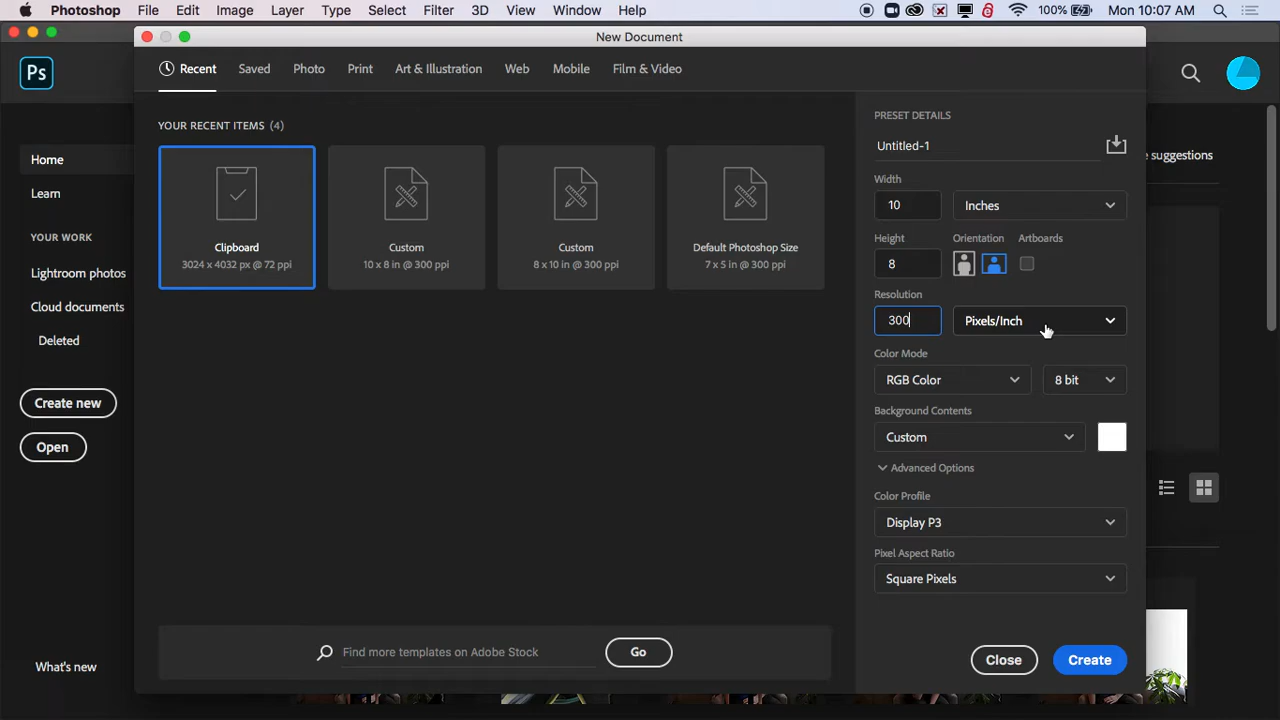 Photoshop File Edit Image Layer Type Select Filter 3D View Window Help 100% Mon 10:07 AM
New Document
Ps
Recent Saved Photo Print Art & Illustration Web Mobile Film & Video
Home
Learn
YOUR WORK
Lightroom photos
Cloud documents
Deleted
Create new
Open
What's new
YOUR RECENT ITEMS (4)
Clipboard
3024 x 4032 px @ 72 ppi
Custom
10 x 8 in @ 300 ppi
Custom
8 x 10 in @ 300 ppi
Default Photoshop Size
7 x 5 in @ 300 ppi
Find more templates on Adobe Stock Go
PRESET DETAILS
Untitled-1
Width
10 Inches
Height Orientation Artboards
8
Resolution
300 Pixels/Inch
Color Mode
RGB Color 8 bit
Background Contents
Custom
Advanced Options
Color Profile
Display P3
Pixel Aspect Ratio
Square Pixels
Close Create
suggestions